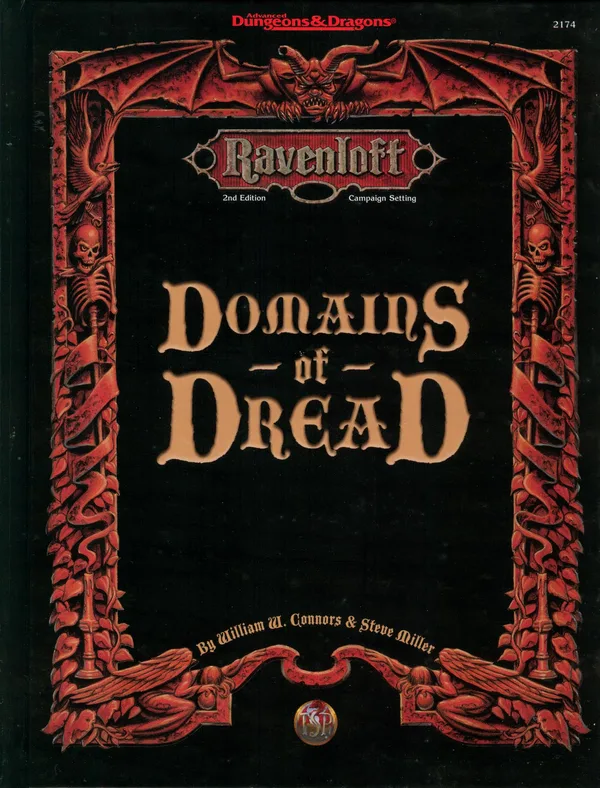 Advanced
Dungeons & Dragons®
2174
Ravenloft
2nd Edition
Campaign Setting
Domains
- of -
Dread
By William W. Connors & Steve Miller
TSR